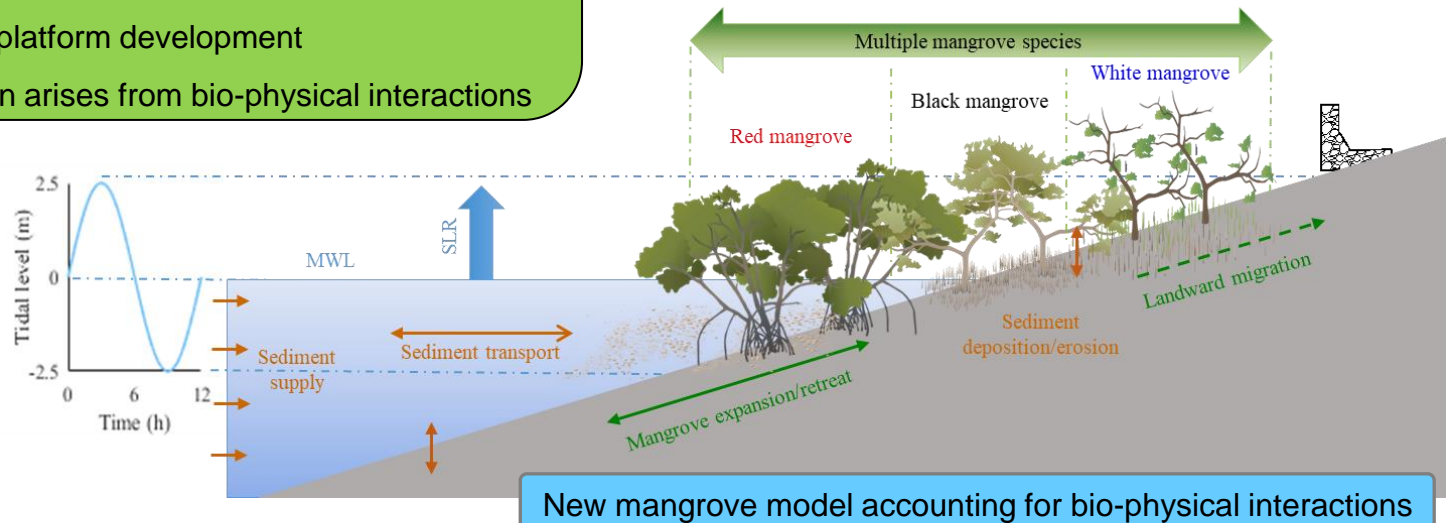 platform development
n arises from bio-physical interactions
Multiple mangrove species
White mangrove
Black mangrove
Red mangrove
Tidal level (m)
2.5
0
-2.5
0
6
12
Time (h)
MWL
SLR
Sediment
supply
Sediment transport
Sediment
deposition/erosion
Landward migration
Mangrove expansion/retreat
New mangrove model accounting for bio-physical interactions